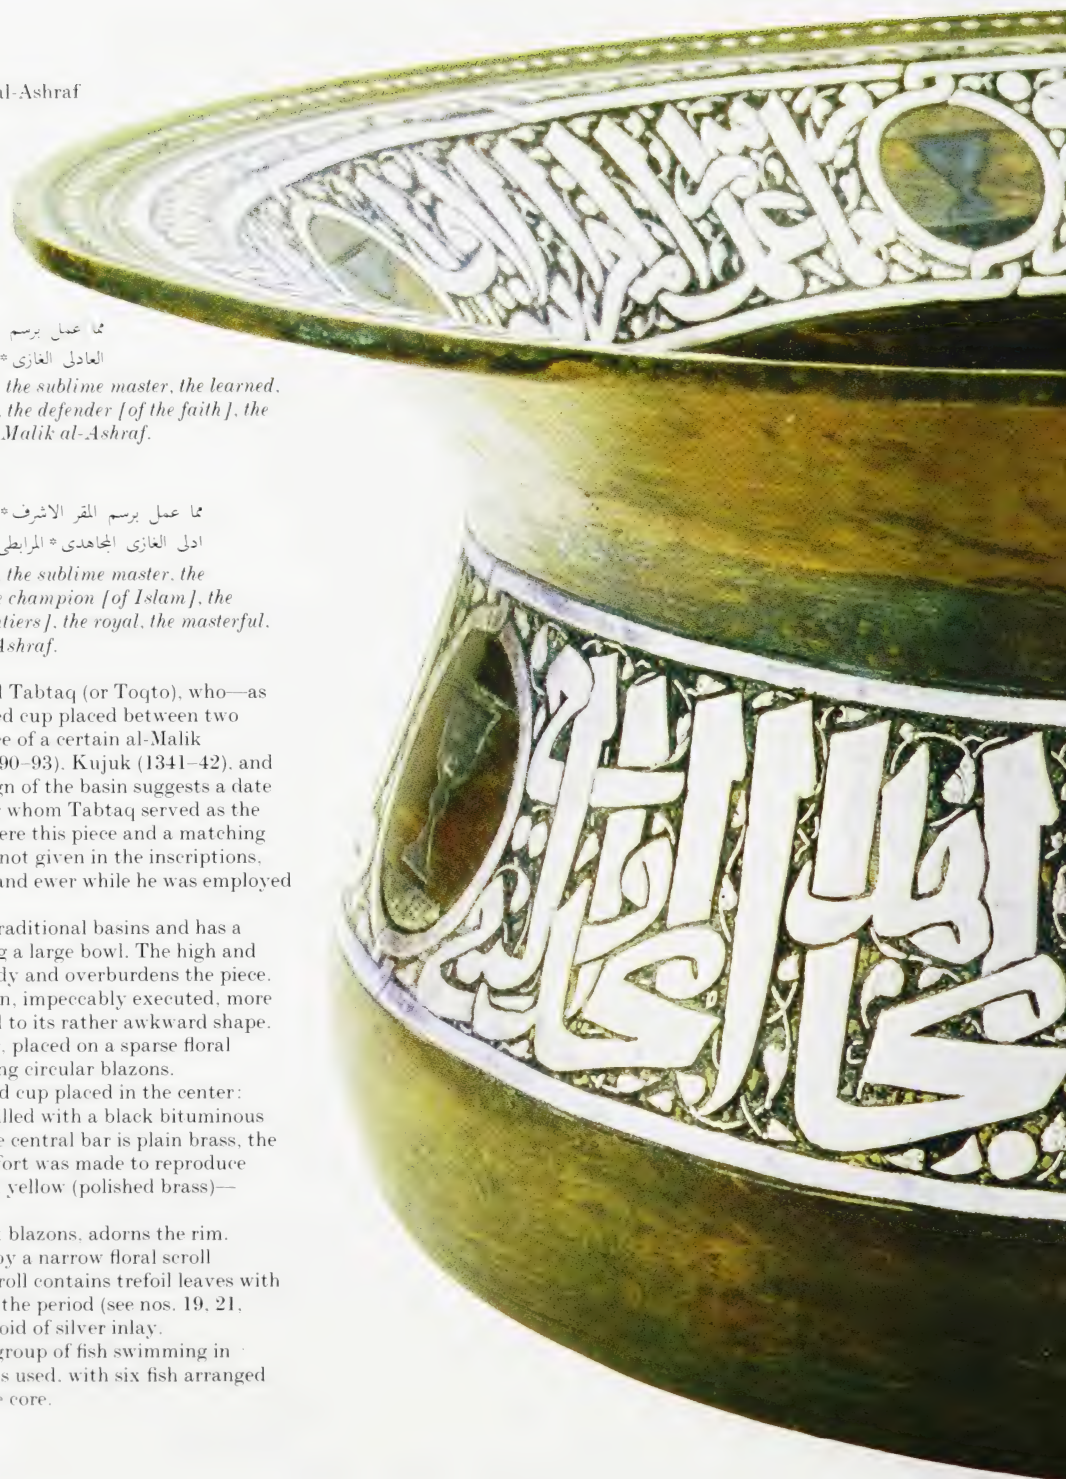 al-Ashraf
مما عمل برسم
العادلى الغازى *
the sublime master, the learned,
, the defender [of the faith], the
Malik al-Ashraf.
مما عمل برسم المقر الاشرف *
ادلى الغازى المجاهدى * المرابطى
the sublime master, the
champion [of Islam], the
tiers], the royal, the masterful,
Ashraf.
Tabtaq (or Toqto), who—as
ed cup placed between two
e of a certain al-Malik
90–93), Kujuk (1341–42), and
gn of the basin suggests a date
whom Tabtaq served as the
ere this piece and a matching
not given in the inscriptions,
and ewer while he was employed
raditional basins and has a
g a large bowl. The high and
dy and overburdens the piece.
n, impeccably executed, more
l to its rather awkward shape.
, placed on a sparse floral
ng circular blazons.
d cup placed in the center:
lled with a black bituminous
e central bar is plain brass, the
fort was made to reproduce
yellow (polished brass)—
blazons, adorns the rim.
by a narrow floral scroll
roll contains trefoil leaves with
the period (see nos. 19, 21,
oid of silver inlay.
group of fish swimming in
s used, with six fish arranged
core.